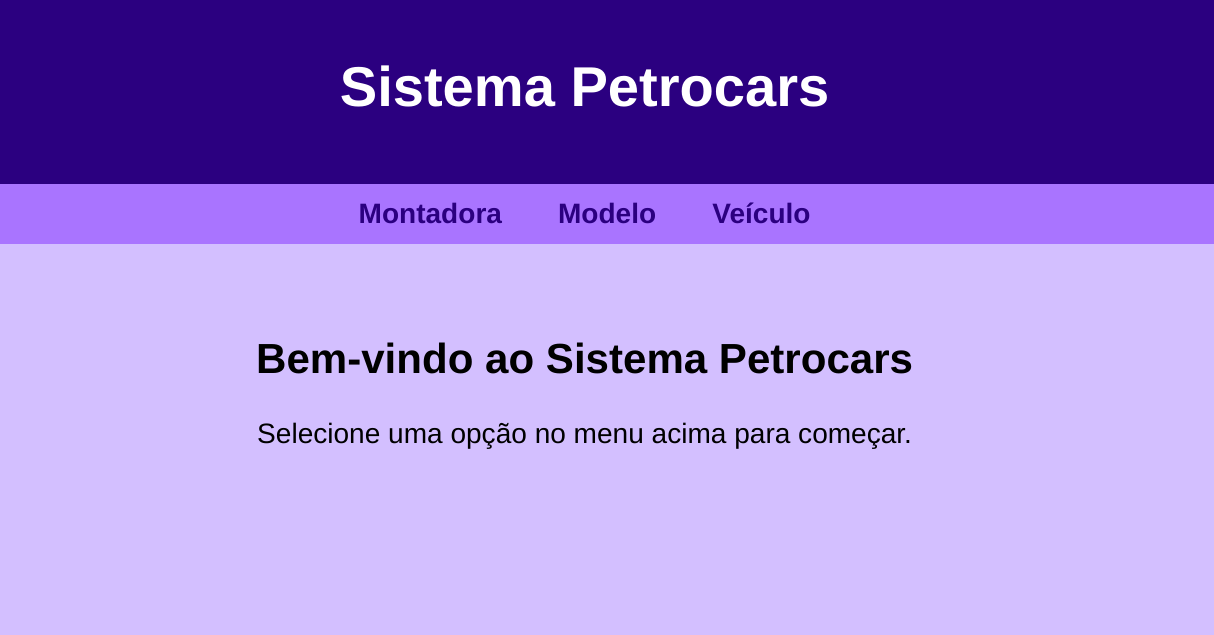 Sistema Petrocars
Montadora Modelo Veículo
Bem-vindo ao Sistema Petrocars
Selecione uma opção no menu acima para começar.